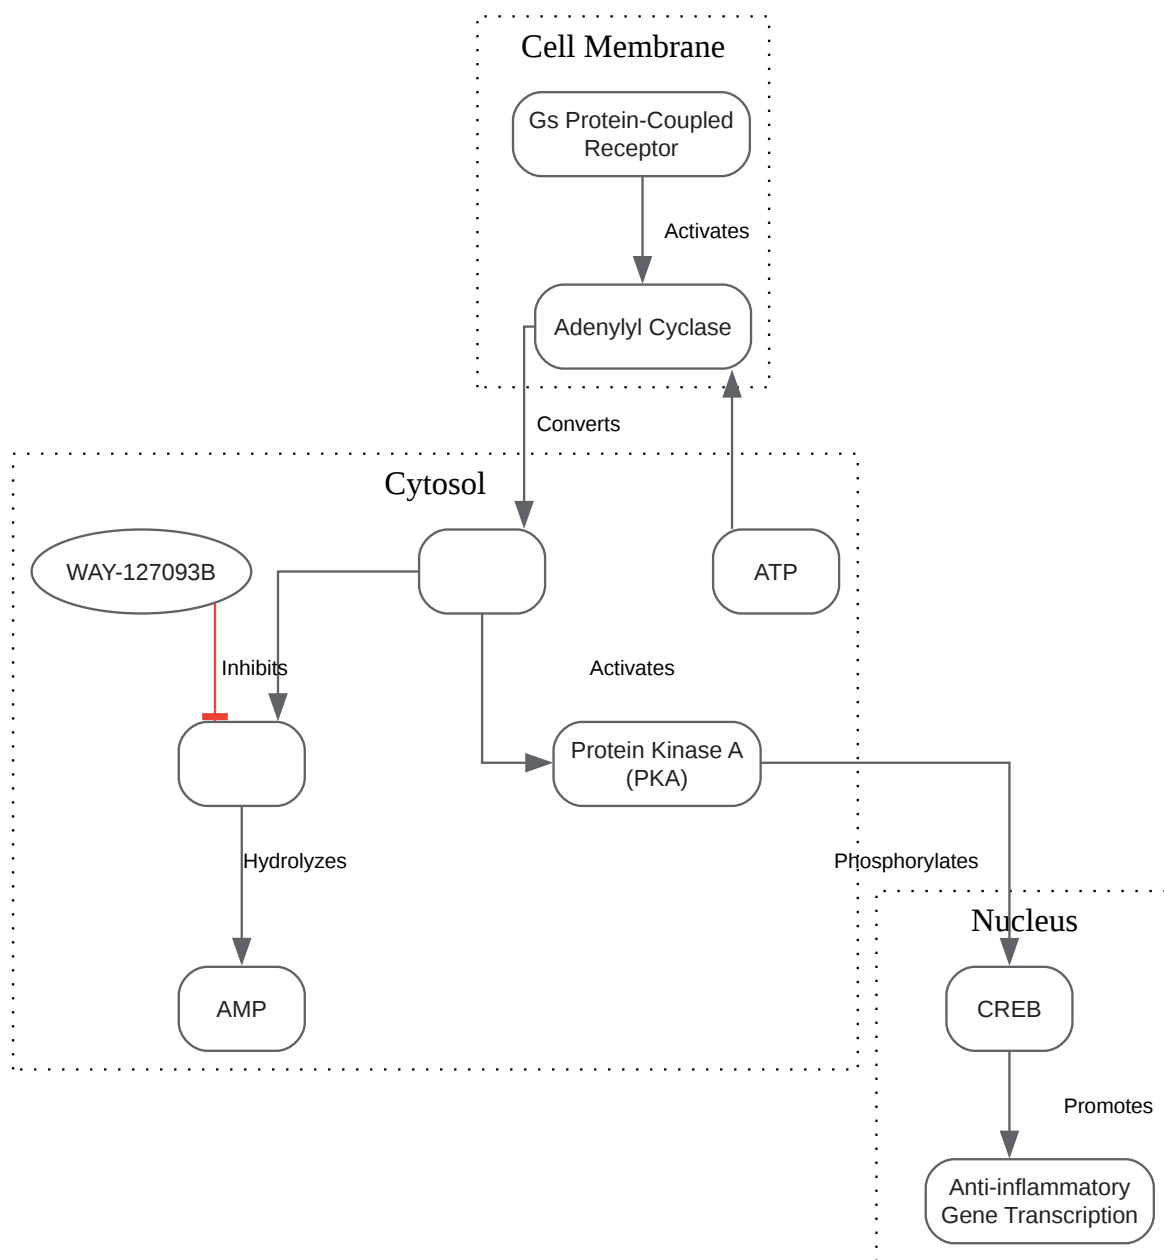 Cell Membrane
Gs Protein-Coupled
Receptor
Activates
Adenylyl Cyclase
Converts
Cytosol
WAY-127093B
ATP
Inhibits
Activates
Protein Kinase A
(PKA)
Hydrolyzes
Phosphorylates
Nucleus
AMP
CREB
Promotes
Anti-inflammatory
Gene Transcription